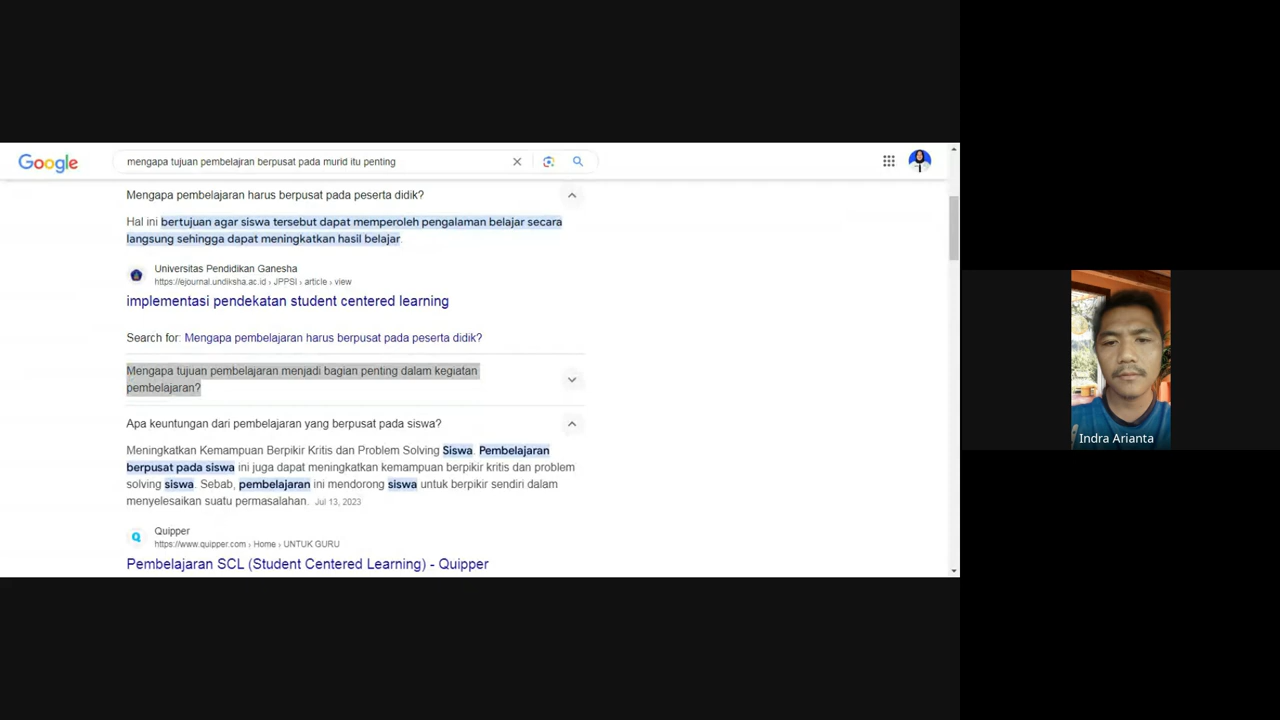 Google
mengapa tujuan pembelajran berpusat pada murid itu penting
Mengapa pembelajaran harus berpusat pada peserta didik?
Hal ini bertujuan agar siswa tersebut dapat memperoleh pengalaman belajar secara
langsung sehingga dapat meningkatkan hasil belajar.
Universitas Pendidikan Ganesha
https://ejournal.undiksha.ac.id › JPPSI › article › view
implementasi pendekatan student centered learning
Search for: Mengapa pembelajaran harus berpusat pada peserta didik?
Mengapa tujuan pembelajaran menjadi bagian penting dalam kegiatan
pembelajaran?
Apa keuntungan dari pembelajaran yang berpusat pada siswa?
Meningkatkan Kemampuan Berpikir Kritis dan Problem Solving Siswa. Pembelajaran
berpusat pada siswa ini juga dapat meningkatkan kemampuan berpikir kritis dan problem
solving siswa. Sebab, pembelajaran ini mendorong siswa untuk berpikir sendiri dalam
menyelesaikan suatu permasalahan. Jul 13, 2023
Quipper
https://www.quipper.com › Home › UNTUK GURU
Pembelajaran SCL (Student Centered Learning) - Quipper
Indra Arianta